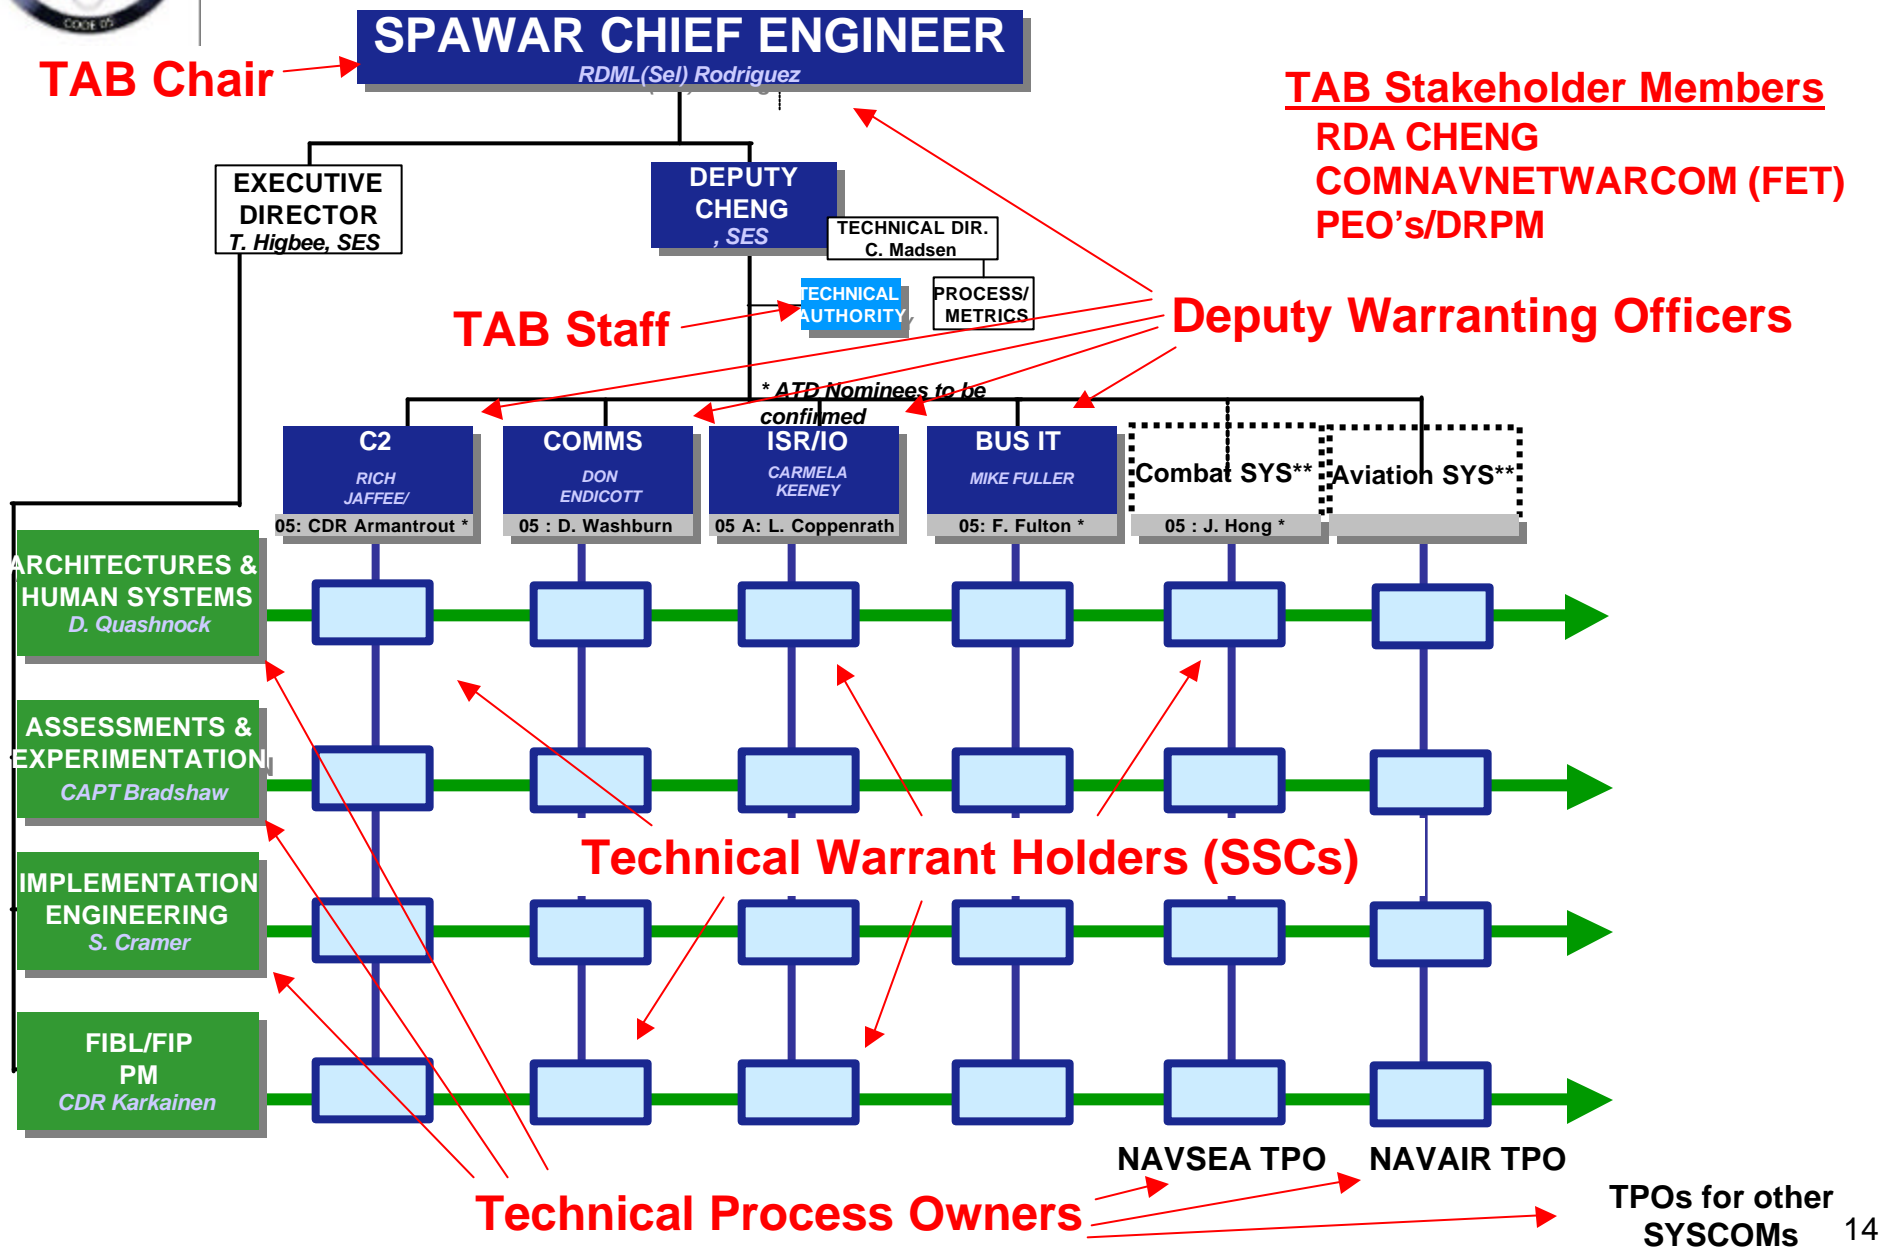 CODE 05
SPAWAR CHIEF ENGINEER
RDML(Sel) Rodriguez
TAB Chair
TAB Stakeholder Members
RDA CHENG
COMNAVNETWARCOM (FET)
PEO's/DRPM
EXECUTIVE
DIRECTOR
T. Higbee, SES
DEPUTY
CHENG
, SES
TECHNICAL DIR.
C. Madsen
TECHNICAL
AUTHORITY
PROCESS/
METRICS
TAB Staff
Deputy Warranting Officers
* ATD Nominees to be
confirmed
C2
RICH
JAFFEE/
05: CDR Armantrout *
COMMS
DON
ENDICOTT
05 : D. Washburn
ISR/IO
CARMELA
KEENEY
05 A: L. Coppenrath
BUS IT
MIKE FULLER
05: F. Fulton *
Combat SYS**
05 : J. Hong *
Aviation SYS**
ARCHITECTURES &
HUMAN SYSTEMS
D. Quashnock
ASSESSMENTS &
EXPERIMENTATION
CAPT Bradshaw
Technical Warrant Holders (SSCs)
IMPLEMENTATION
ENGINEERING
S. Cramer
FIBL/FIP
PM
CDR Karkainen
NAVSEA TPO
NAVAIR TPO
Technical Process Owners
TPOs for other
SYSCOMs
14